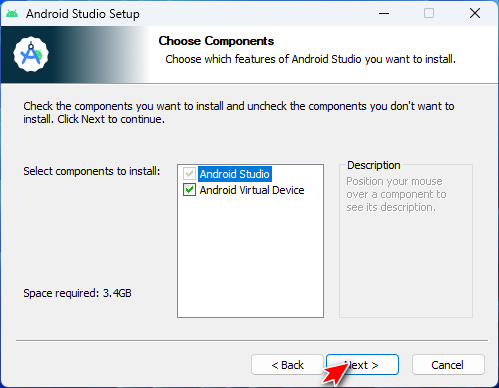 Android Studio Setup
Choose Components
Choose which features of Android Studio you want to install.
Check the components you want to install and uncheck the components you don't want to
install. Click Next to continue.
Select components to install:
Android Studio
Android Virtual Device
Description
Position your mouse
over a component to
see its description.
Space required: 3.4GB
< Back
Next >
Cancel